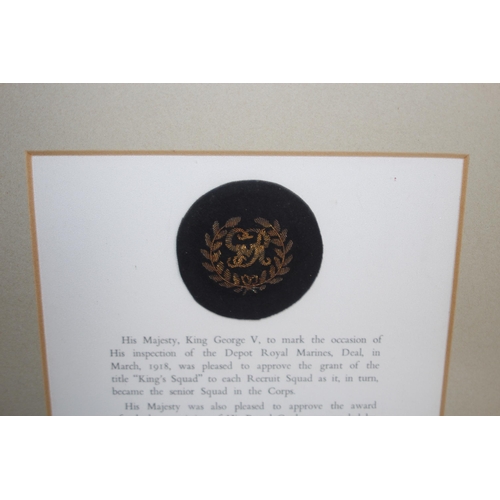 GvR
His Majesty, King George V, to mark the occasion of
His inspection of the Depot Royal Marines, Deal, in
March, 1918, was pleased to approve the grant of the
title "King's Squad" to each Recruit Squad as it, in turn,
became the senior Squad in the Corps.
His Majesty was also pleased to approve the award